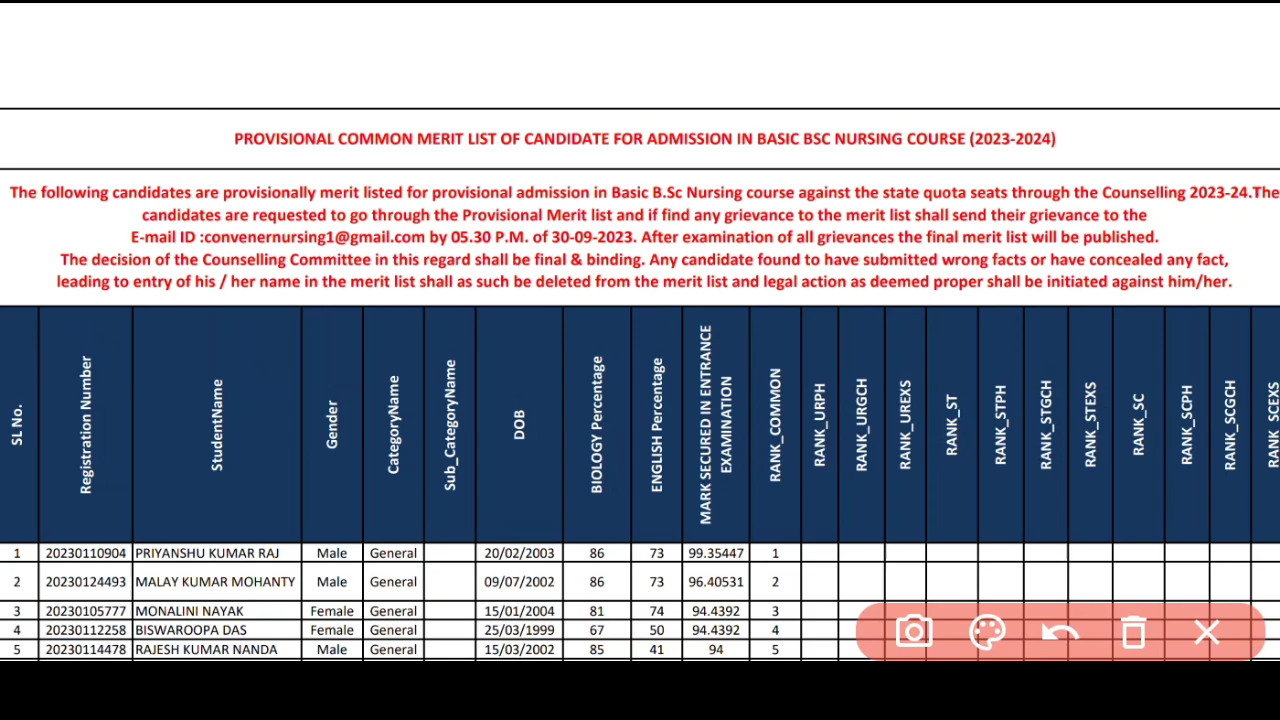 PROVISIONAL COMMON MERIT LIST OF CANDIDATE FOR ADMISSION IN BASIC BSC NURSING COURSE (2023-2024)
The following candidates are provisionally merit listed for provisional admission in Basic B.Sc Nursing course against the state quota seats through the Counselling 2023-24.The
candidates are requested to go through the Provisional Merit list and if find any grievance to the merit list shall send their grievance to the
E-mail ID :convenernursing1@gmail.com by 05.30 P.M. of 30-09-2023. After examination of all grievances the final merit list will be published.
The decision of the Counselling Committee in this regard shall be final & binding. Any candidate found to have submitted wrong facts or have concealed any fact,
leading to entry of his / her name in the merit list shall as such be deleted from the merit list and legal action as deemed proper shall be initiated against him/her.
SL No. Registration Number StudentName Gender CategoryName Sub_CategoryName DOB BIOLOGY Percentage ENGLISH Percentage MARK SECURED IN ENTRANCE EXAMINATION RANK_COMMON RANK_URPH RANK_URGCH RANK_UREXS RANK_ST RANK_STPH RANK_STGCH RANK_STEXS RANK_SC RANK_SCPH RANK_SCGCH RANK_SCEXS
1 20230110904 PRIYANSHU KUMAR RAJ Male General 20/02/2003 86 73 99.35447 1
2 20230124493 MALAY KUMAR MOHANTY Male General 09/07/2002 86 73 96.40531 2
3 20230105777 MONALINI NAYAK Female General 15/01/2004 81 74 94.4392 3
4 20230112258 BISWAROOPA DAS Female General 25/03/1999 67 50 94.4392 4
5 20230114478 RAJESH KUMAR NANDA Male General 15/03/2002 85 41 94 5